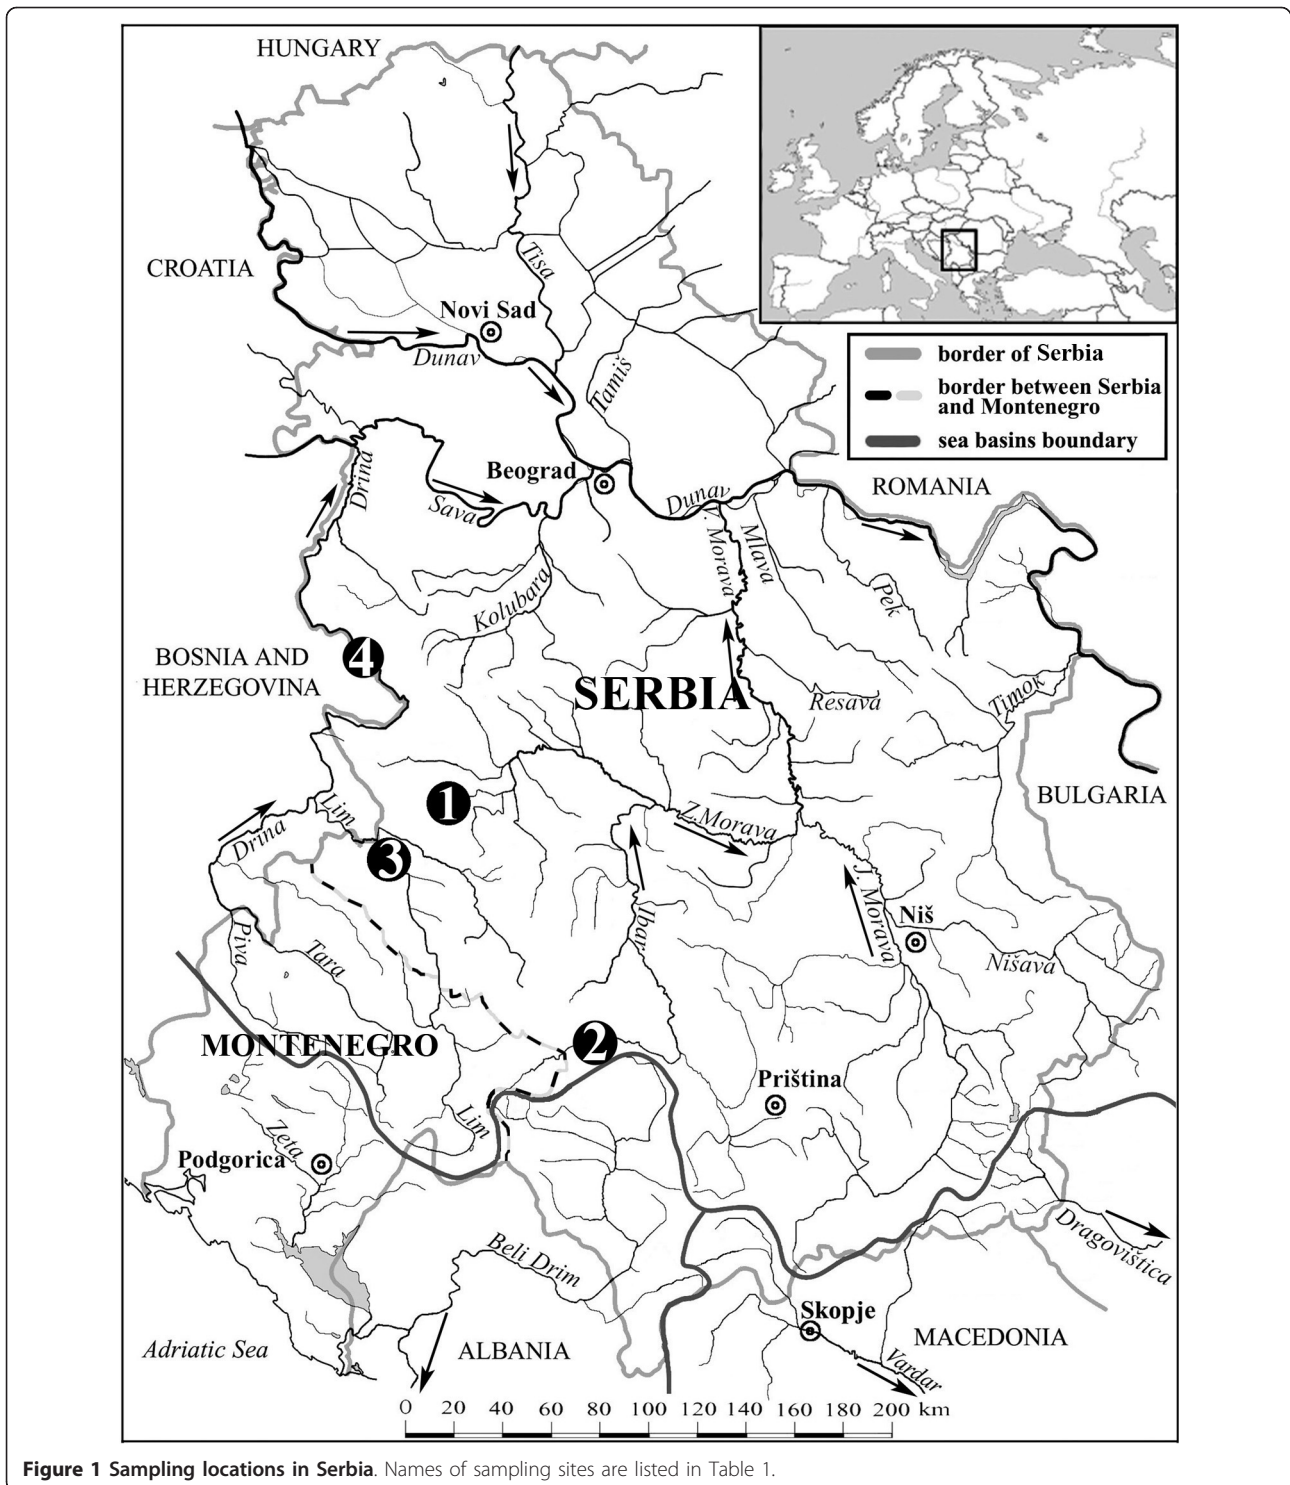 HUNGARY
CROATIA
Tisa
Novi Sad
Dunav
Tamiš
border of Serbia
border between Serbia
and Montenegro
sea basins boundary
Beograd
Drina
Sava
Dunav
ROMANIA
V. Morava
Mlava
Pek
Kolubara
BOSNIA AND
HERZEGOVINA
4
SERBIA
Resava
Timok
BULGARIA
1
Lim
Drina
Z.Morava
3
Ibar
J. Morava
Niš
Nišava
Piva
Tara
MONTENEGRO
2
Priština
Lim
Zeta
Podgorica
Beli Drim
Dragovištica
Skopje
MACEDONIA
Adriatic Sea
ALBANIA
Vardar
0 20 40 60 80 100 120 140 160 180 200 km
Figure 1 Sampling locations in Serbia. Names of sampling sites are listed in Table 1.